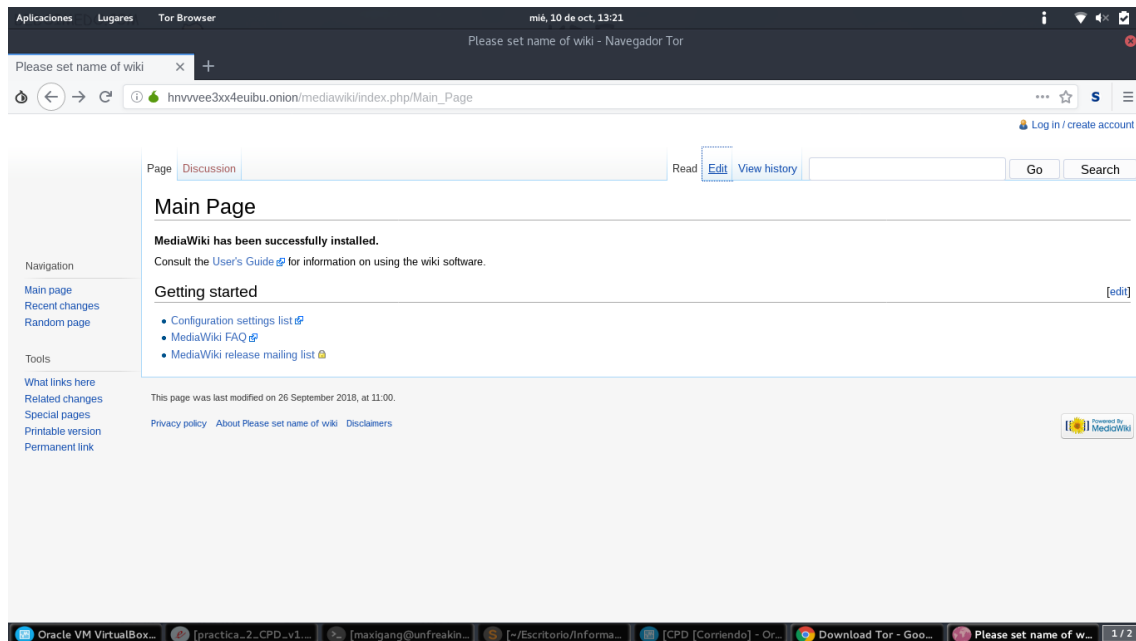 Aplicaciones Lugares Tor Browser mié, 10 de oct, 13:21
Please set name of wiki - Navegador Tor
Please set name of wiki
hnvvvee3xx4euibu.onion/mediawiki/index.php/Main_Page
Log in / create account
Page Discussion Read Edit View history Go Search
Main Page
MediaWiki has been successfully installed.
Consult the User's Guide for information on using the wiki software.
Getting started [edit]
Configuration settings list
MediaWiki FAQ
MediaWiki release mailing list
Navigation
Main page
Recent changes
Random page
Tools
What links here
Related changes
Special pages
Printable version
Permanent link
This page was last modified on 26 September 2018, at 11:00.
Privacy policy About Please set name of wiki Disclaimers
Powered By
MediaWiki
Oracle VM VirtualBox... [practica_2_CPD_v1.... [maxigang@unfreakin... [~/Escritorio/Informa... [CPD [Corriendo] - Or... Download Tor - Goo... Please set name of w... 1 / 2